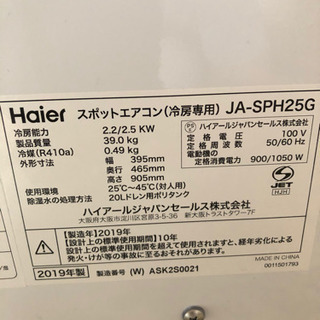 Haier スポットエアコン(冷房専用) JA-SPH25G
冷房能力 2.2/2.5 KW
製品質量 39.0kg
冷媒(R410a) 0.49kg
外形寸法 幅 395mm
奥行 465mm
高さ 905mm
使用温度 25℃~45℃(対人用)
除湿水の処理方法 20Lドレン用ポリタンク
ハイアールジャパンセールス株式会社
定格電圧 100 V
定格周波数 50/60 Hz
電動機の
定格消費電力 900/1050 W
JET
HJH
ハイアールジャパンセールス株式会社
大阪府大阪市淀川区宮原3-5-36 新大阪トラストタワー7F
【製造年】2019年
【設計上の標準使用期間】10年
設計上の標準使用期間を超えて使用されますと、経年劣化による
発火・けが等の事故に至るおそれがあります。
2019年製 製造番号 (W) ASK2S0021
0011501793